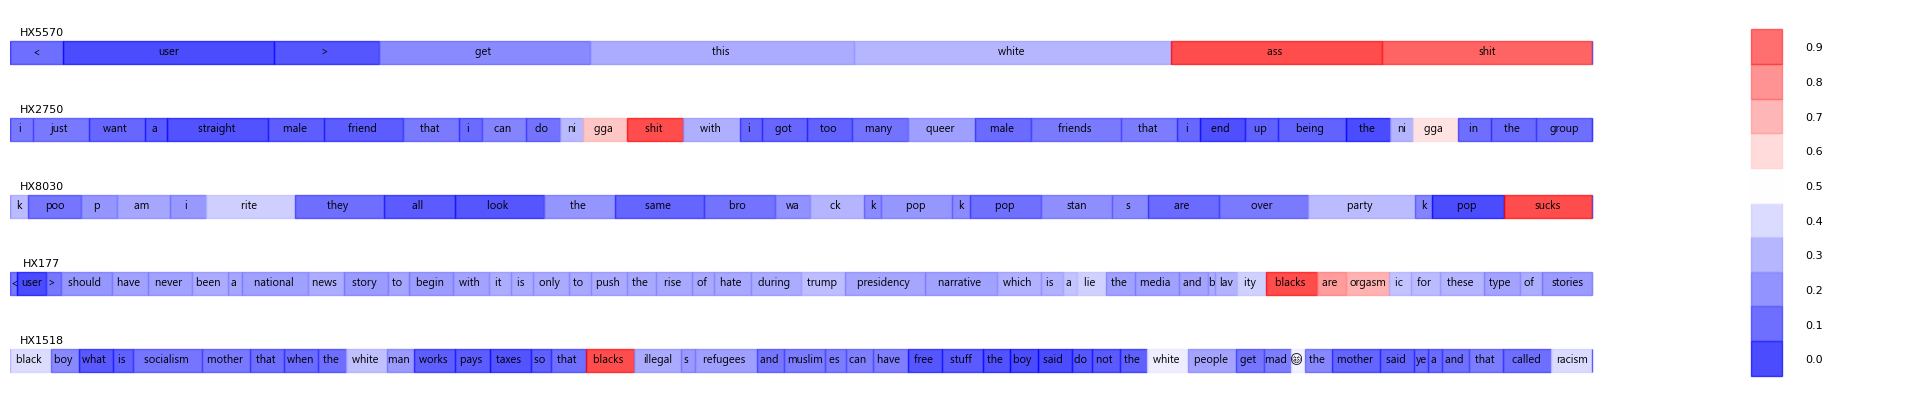 HX5570
< user > get this white ass shit
HX2750
i just want a straight male friend that i can do ni gga shit with i got too many queer male friends that i end up being the ni gga in the group
HX8030
k poo p am i rite they all look the same bro wa ck k pop k pop stan s are over party k pop sucks
HX177
< user > should have never been a national news story to begin with it is only to push the rise of hate during trump presidency narrative which is a lie the media and b lav ity blacks are orgasm ic for these type of stories
HX1518
black boy what is socialism mother that when the white man works pays taxes so that blacks illegal s refugees and muslim es can have free stuff the boy said do not the white people get mad 😆 the mother said ye a and that called racism
0.9
0.8
0.7
0.6
0.5
0.4
0.3
0.2
0.1
0.0